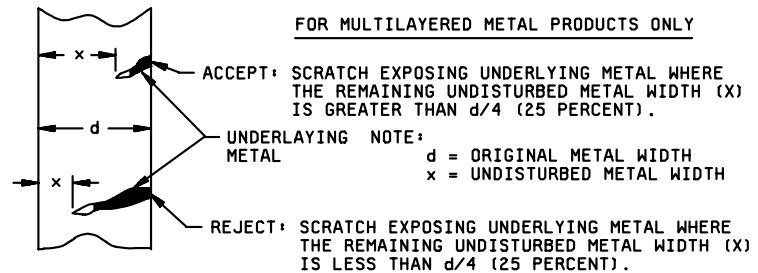 FOR MULTILAYERED METAL PRODUCTS ONLY
x
ACCEPT: SCRATCH EXPOSING UNDERLYING METAL WHERE
THE REMAINING UNDISTURBED METAL WIDTH (X)
IS GREATER THAN d/4 (25 PERCENT).
d
UNDERLAYING
METAL
NOTE:
d = ORIGINAL METAL WIDTH
x = UNDISTURBED METAL WIDTH
x
REJECT: SCRATCH EXPOSING UNDERLYING METAL WHERE
THE REMAINING UNDISTURBED METAL WIDTH (X)
IS LESS THAN d/4 (25 PERCENT).